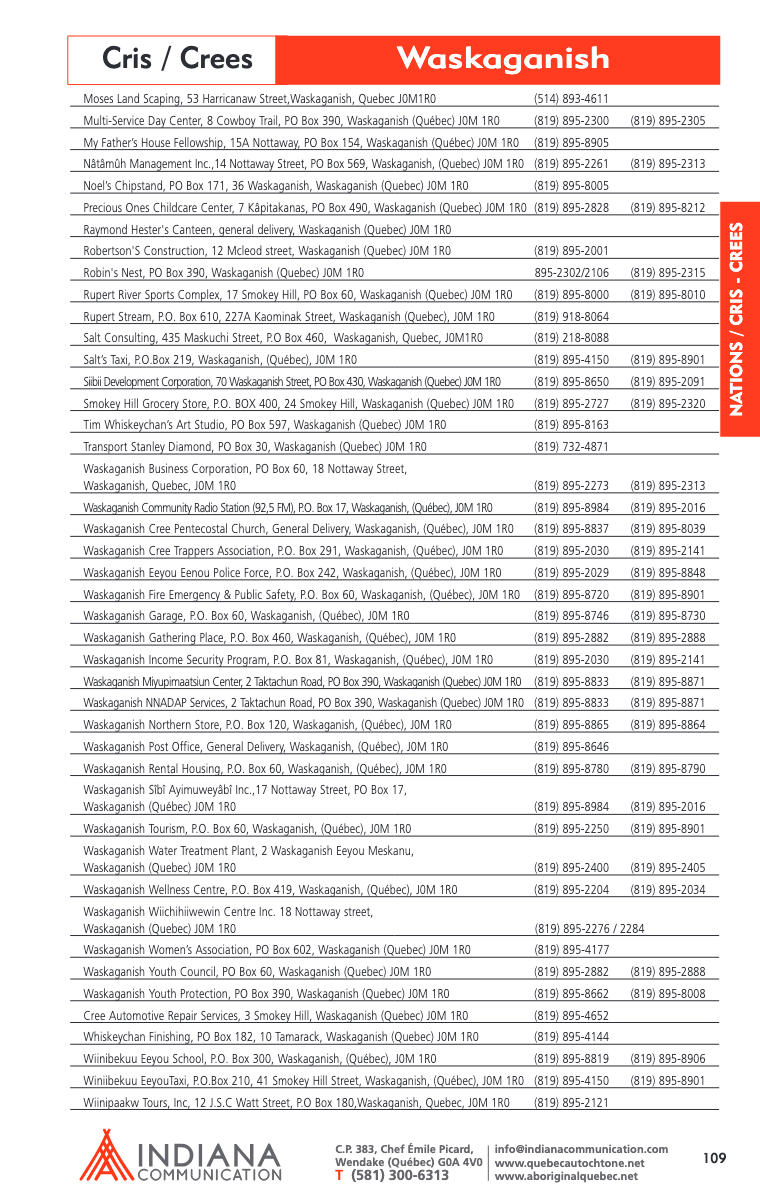 Cris / Crees
Waskaganish
Moses Land Scaping, 53 Harricanaw Street,Waskaganish, Quebec J0M1R0 (514) 893-4611
Multi-Service Day Center, 8 Cowboy Trail, PO Box 390, Waskaganish (Québec) J0M 1R0 (819) 895-2300 (819) 895-2305
My Father's House Fellowship, 15A Nottaway, PO Box 154, Waskaganish (Québec) J0M 1R0 (819) 895-8905
Nâtâmûh Management Inc.,14 Nottaway Street, PO Box 569, Waskaganish, (Québec) J0M 1R0 (819) 895-2261 (819) 895-2313
Noel's Chipstand, PO Box 171, 36 Waskaganish, Waskaganish (Quebec) J0M 1R0 (819) 895-8005
Precious Ones Childcare Center, 7 Kâpitakanas, PO Box 490, Waskaganish (Quebec) J0M 1R0 (819) 895-2828 (819) 895-8212
Raymond Hester's Canteen, general delivery, Waskaganish (Quebec) J0M 1R0
Robertson'S Construction, 12 Mcleod street, Waskaganish (Quebec) J0M 1R0 (819) 895-2001
Robin's Nest, PO Box 390, Waskaganish (Quebec) J0M 1R0 895-2302/2106 (819) 895-2315
Rupert River Sports Complex, 17 Smokey Hill, PO Box 60, Waskaganish (Quebec) J0M 1R0 (819) 895-8000 (819) 895-8010
Rupert Stream, P.O. Box 610, 227A Kaominak Street, Waskaganish (Quebec), J0M 1R0 (819) 918-8064
Salt Consulting, 435 Maskuchi Street, P.O Box 460, Waskaganish, Quebec, J0M1R0 (819) 218-8088
Salt's Taxi, P.O.Box 219, Waskaganish, (Québec), J0M 1R0 (819) 895-4150 (819) 895-8901
Siibii Development Corporation, 70 Waskaganish Street, PO Box 430, Waskaganish (Quebec) J0M 1R0 (819) 895-8650 (819) 895-2091
Smokey Hill Grocery Store, P.O. BOX 400, 24 Smokey Hill, Waskaganish (Quebec) J0M 1R0 (819) 895-2727 (819) 895-2320
Tim Whiskeychan's Art Studio, PO Box 597, Waskaganish (Quebec) J0M 1R0 (819) 895-8163
Transport Stanley Diamond, PO Box 30, Waskaganish (Quebec) J0M 1R0 (819) 732-4871
Waskaganish Business Corporation, PO Box 60, 18 Nottaway Street,
Waskaganish, Quebec, J0M 1R0 (819) 895-2273 (819) 895-2313
Waskaganish Community Radio Station (92,5 FM), P.O. Box 17, Waskaganish, (Québec), J0M 1R0 (819) 895-8984 (819) 895-2016
Waskaganish Cree Pentecostal Church, General Delivery, Waskaganish, (Québec), J0M 1R0 (819) 895-8837 (819) 895-8039
Waskaganish Cree Trappers Association, P.O. Box 291, Waskaganish, (Québec), J0M 1R0 (819) 895-2030 (819) 895-2141
Waskaganish Eeyou Eenou Police Force, P.O. Box 242, Waskaganish, (Québec), J0M 1R0 (819) 895-2029 (819) 895-8848
Waskaganish Fire Emergency & Public Safety, P.O. Box 60, Waskaganish, (Québec), J0M 1R0 (819) 895-8720 (819) 895-8901
Waskaganish Garage, P.O. Box 60, Waskaganish, (Québec), J0M 1R0 (819) 895-8746 (819) 895-8730
Waskaganish Gathering Place, P.O. Box 460, Waskaganish, (Québec), J0M 1R0 (819) 895-2882 (819) 895-2888
Waskaganish Income Security Program, P.O. Box 81, Waskaganish, (Québec), J0M 1R0 (819) 895-2030 (819) 895-2141
Waskaganish Miyupimaatsiun Center, 2 Taktachun Road, PO Box 390, Waskaganish (Quebec) J0M 1R0 (819) 895-8833 (819) 895-8871
Waskaganish NNADAP Services, 2 Taktachun Road, PO Box 390, Waskaganish (Quebec) J0M 1R0 (819) 895-8833 (819) 895-8871
Waskaganish Northern Store, P.O. Box 120, Waskaganish, (Québec), J0M 1R0 (819) 895-8865 (819) 895-8864
Waskaganish Post Office, General Delivery, Waskaganish, (Québec), J0M 1R0 (819) 895-8646
Waskaganish Rental Housing, P.O. Box 60, Waskaganish, (Québec), J0M 1R0 (819) 895-8780 (819) 895-8790
Waskaganish Sîbî Ayimuweyâbî Inc.,17 Nottaway Street, PO Box 17,
Waskaganish (Québec) J0M 1R0 (819) 895-8984 (819) 895-2016
Waskaganish Tourism, P.O. Box 60, Waskaganish, (Québec), J0M 1R0 (819) 895-2250 (819) 895-8901
Waskaganish Water Treatment Plant, 2 Waskaganish Eeyou Meskanu,
Waskaganish (Quebec) J0M 1R0 (819) 895-2400 (819) 895-2405
Waskaganish Wellness Centre, P.O. Box 419, Waskaganish, (Québec), J0M 1R0 (819) 895-2204 (819) 895-2034
Waskaganish Wiichihiiwewin Centre Inc. 18 Nottaway street,
Waskaganish (Quebec) J0M 1R0 (819) 895-2276 / 2284
Waskaganish Women's Association, PO Box 602, Waskaganish (Quebec) J0M 1R0 (819) 895-4177
Waskaganish Youth Council, PO Box 60, Waskaganish (Quebec) J0M 1R0 (819) 895-2882 (819) 895-2888
Waskaganish Youth Protection, PO Box 390, Waskaganish (Quebec) J0M 1R0 (819) 895-8662 (819) 895-8008
Cree Automotive Repair Services, 3 Smokey Hill, Waskaganish (Quebec) J0M 1R0 (819) 895-4652
Whiskeychan Finishing, PO Box 182, 10 Tamarack, Waskaganish (Quebec) J0M 1R0 (819) 895-4144
Wiinibekuu Eeyou School, P.O. Box 300, Waskaganish, (Québec), J0M 1R0 (819) 895-8819 (819) 895-8906
Winiibekuu EeyouTaxi, P.O.Box 210, 41 Smokey Hill Street, Waskaganish, (Québec), J0M 1R0 (819) 895-4150 (819) 895-8901
Wiinipaakw Tours, Inc, 12 J.S.C Watt Street, P.O Box 180,Waskaganish, Quebec, J0M 1R0 (819) 895-2121
NATIONS / CRIS - CREES
INDIANA
COMMUNICATION
C.P. 383, Chef Émile Picard,
Wendake (Québec) G0A 4V0
T (581) 300-6313
info@indianacommunication.com
www.quebecautochtone.net
www.aboriginalquebec.net
109